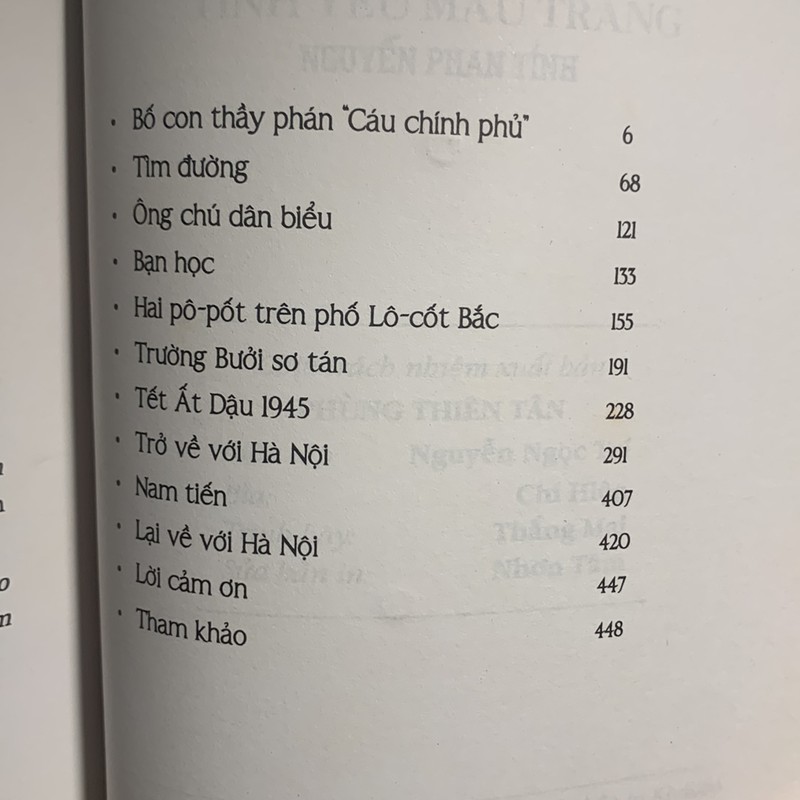 • Bố con thầy phán "Cáu chính phủ" 6
• Tìm đường 68
• Ông chú dân biểu 121
• Bạn học 133
• Hai pô-pốt trên phố Lô-cốt Bắc 155
• Trường Bưởi sơ tán 191
• Tết Ất Dậu 1945 228
• Trở về với Hà Nội 291
• Nam tiến 407
• Lại về với Hà Nội 420
• Lời cảm ơn 447
• Tham khảo 448